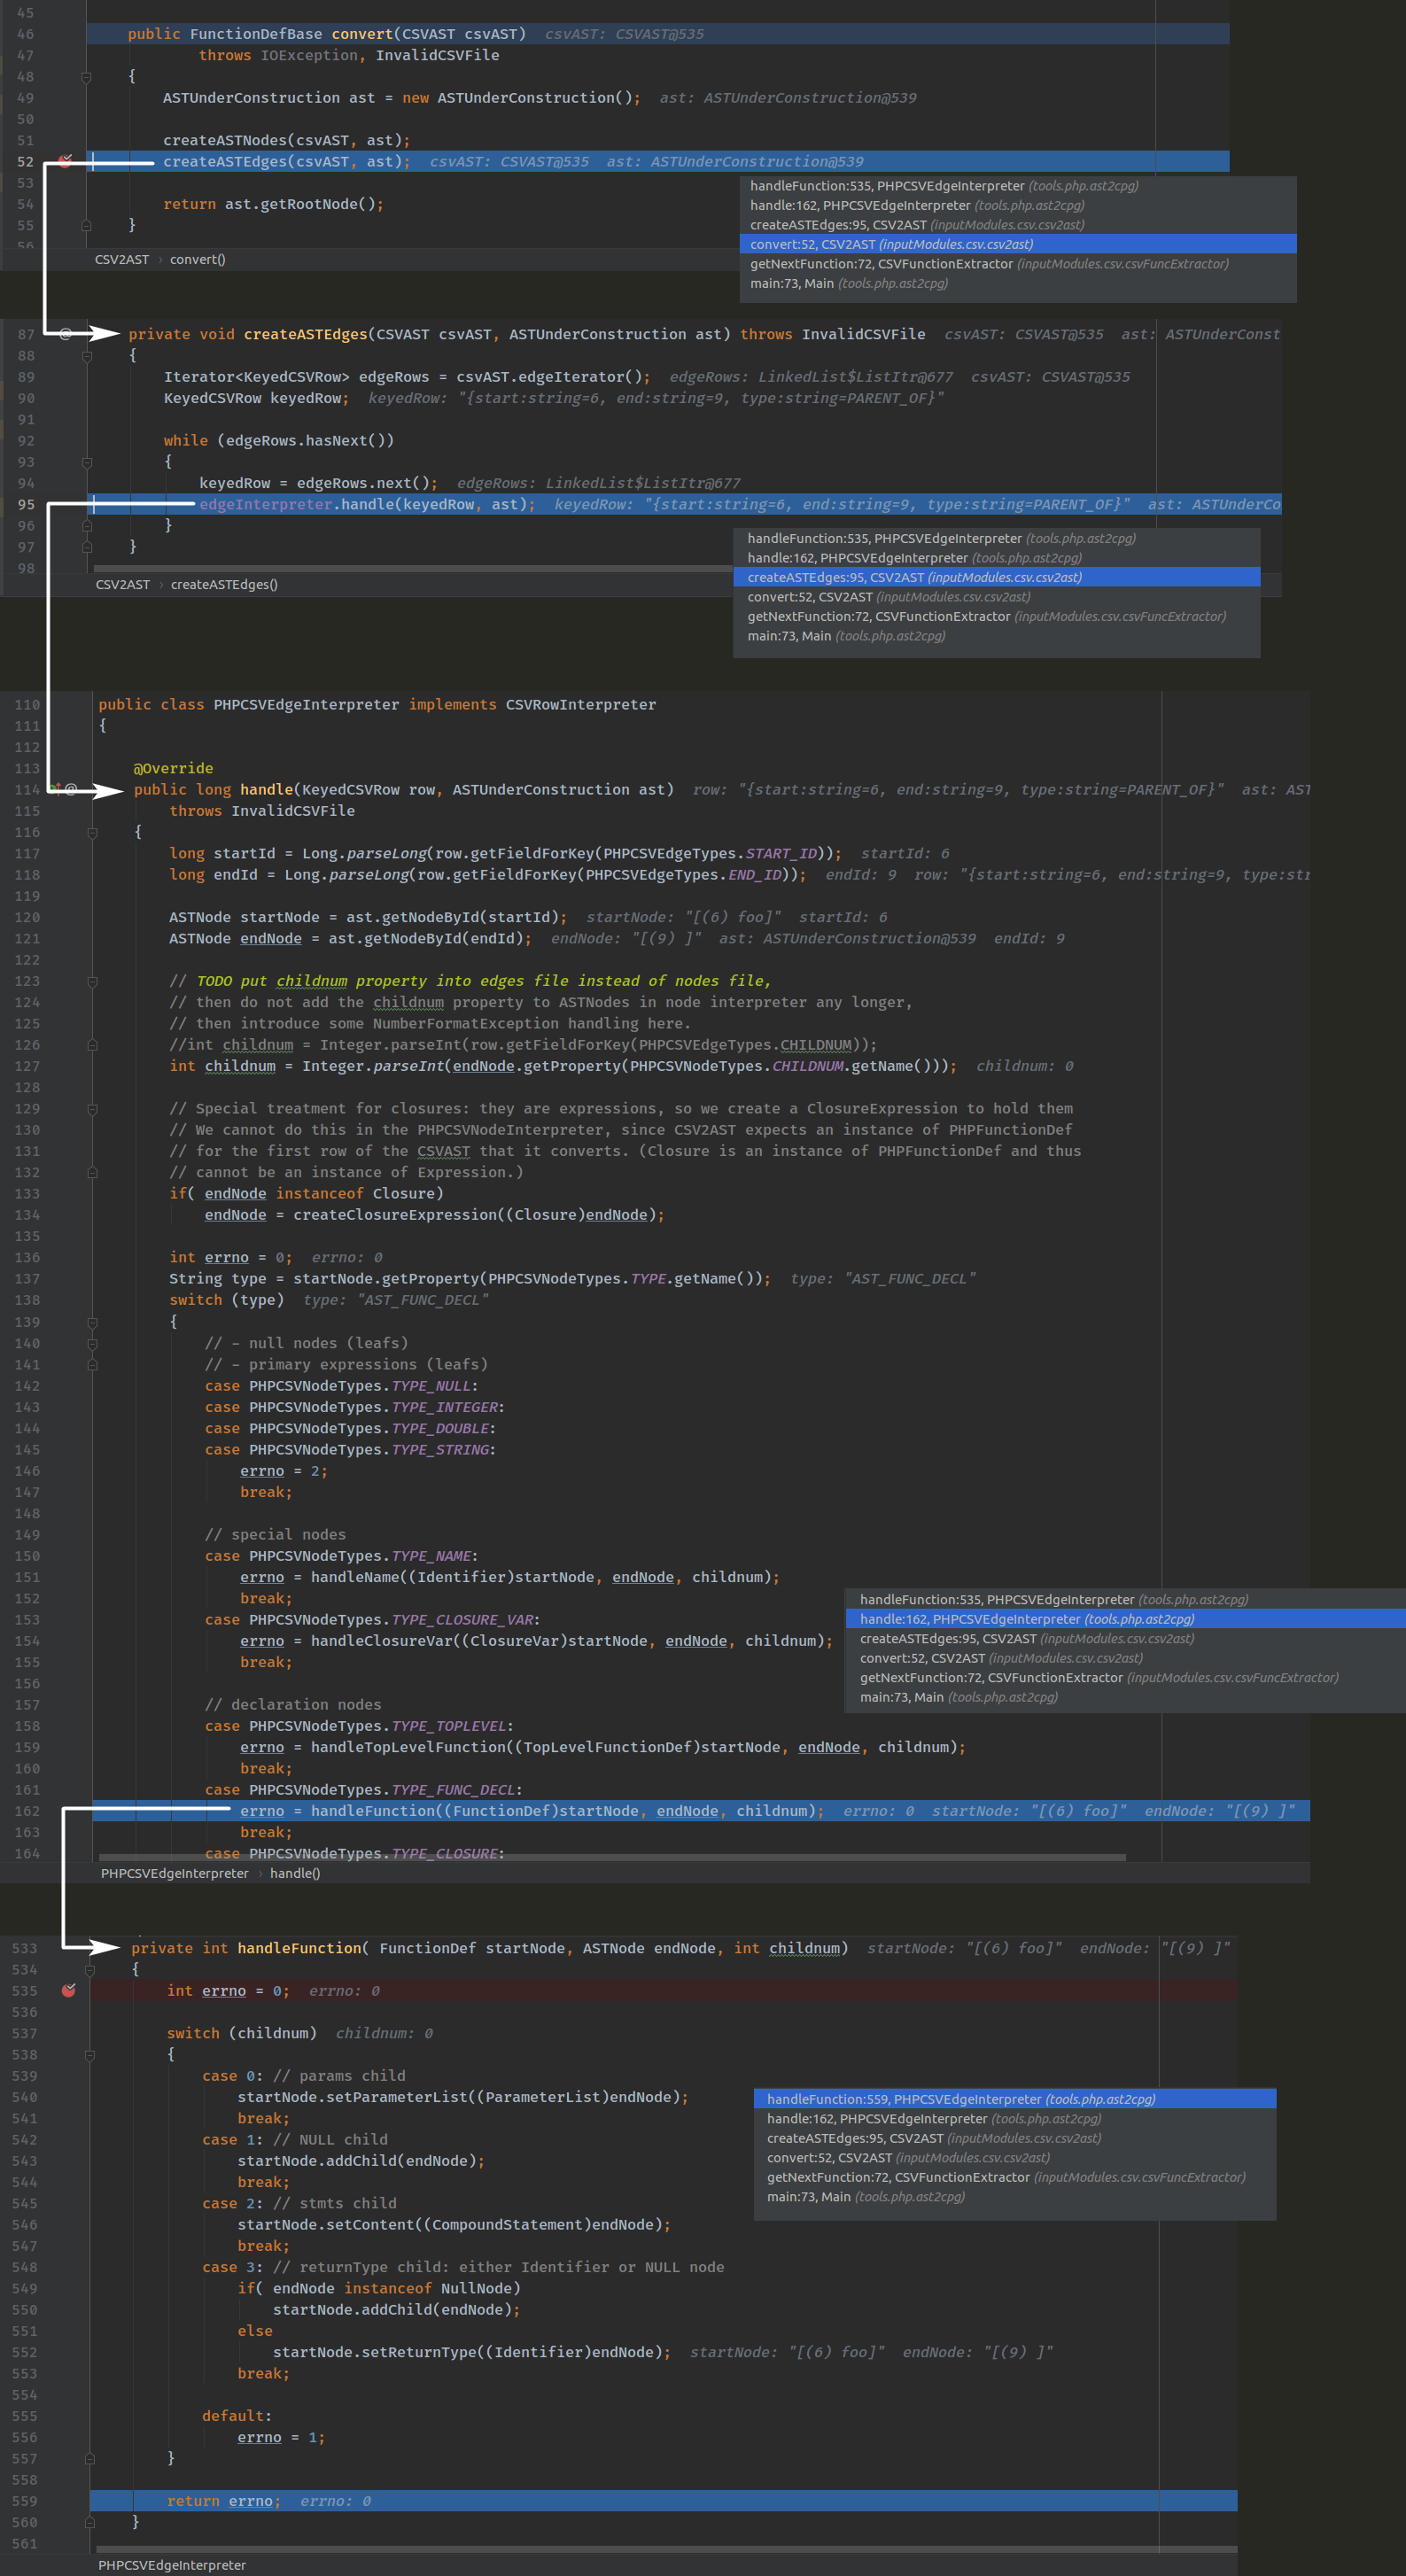 45
46 public FunctionDefBase convert(CSVAST csvAST) csvAST: CSVAST@535
47 throws IOException, InvalidCSVFile
48 {
49 ASTUnderConstruction ast = new ASTUnderConstruction(); ast: ASTUnderConstruction@539
50
51 createASTNodes(csvAST, ast);
52 createASTEdges(csvAST, ast); csvAST: CSVAST@535 ast: ASTUnderConstruction@539
53
54 return ast.getRootNode();
55 }
56
CSV2AST › convert()
handleFunction:535, PHPCSVEdgeInterpreter (tools.php.ast2cpg)
handle:162, PHPCSVEdgeInterpreter (tools.php.ast2cpg)
createASTEdges:95, CSV2AST (inputModules.csv.csv2ast)
convert:52, CSV2AST (inputModules.csv.csv2ast)
getNextFunction:72, CSVFunctionExtractor (inputModules.csv.csvFuncExtractor)
main:73, Main (tools.php.ast2cpg)
87 @ private void createASTEdges(CSVAST csvAST, ASTUnderConstruction ast) throws InvalidCSVFile csvAST: CSVAST@535 ast: ASTUnderConst
88 {
89 Iterator<KeyedCSVRow> edgeRows = csvAST.edgeIterator(); edgeRows: LinkedList$ListItr@677 csvAST: CSVAST@535
90 KeyedCSVRow keyedRow; keyedRow: "{start:string=6, end:string=9, type:string=PARENT_OF}"
91
92 while (edgeRows.hasNext())
93 {
94 keyedRow = edgeRows.next(); edgeRows: LinkedList$ListItr@677
95 edgeInterpreter.handle(keyedRow, ast); keyedRow: "{start:string=6, end:string=9, type:string=PARENT_OF}" ast: ASTUnderCo
96 }
97 }
98
CSV2AST › createASTEdges()
handleFunction:535, PHPCSVEdgeInterpreter (tools.php.ast2cpg)
handle:162, PHPCSVEdgeInterpreter (tools.php.ast2cpg)
createASTEdges:95, CSV2AST (inputModules.csv.csv2ast)
convert:52, CSV2AST (inputModules.csv.csv2ast)
getNextFunction:72, CSVFunctionExtractor (inputModules.csv.csvFuncExtractor)
main:73, Main (tools.php.ast2cpg)
110 public class PHPCSVEdgeInterpreter implements CSVRowInterpreter
111 {
112
113 @Override
114 @ public long handle(KeyedCSVRow row, ASTUnderConstruction ast) row: "{start:string=6, end:string=9, type:string=PARENT_OF}" ast: AST
115 throws InvalidCSVFile
116 {
117 long startId = Long.parseLong(row.getFieldForKey(PHPCSVEdgeTypes.START_ID)); startId: 6
118 long endId = Long.parseLong(row.getFieldForKey(PHPCSVEdgeTypes.END_ID)); endId: 9 row: "{start:string=6, end:string=9, type:str
119
120 ASTNode startNode = ast.getNodeById(startId); startNode: "[(6) foo]" startId: 6
121 ASTNode endNode = ast.getNodeById(endId); endNode: "[(9) ]" ast: ASTUnderConstruction@539 endId: 9
122
123 // TODO put childnum property into edges file instead of nodes file,
124 // then do not add the childnum property to ASTNodes in node interpreter any longer,
125 // then introduce some NumberFormatException handling here.
126 //int childnum = Integer.parseInt(row.getFieldForKey(PHPCSVEdgeTypes.CHILDNUM));
127 int childnum = Integer.parseInt(endNode.getProperty(PHPCSVNodeTypes.CHILDNUM.getName())); childnum: 0
128
129 // Special treatment for closures: they are expressions, so we create a ClosureExpression to hold them
130 // We cannot do this in the PHPCSVNodeInterpreter, since CSV2AST expects an instance of PHPFunctionDef
131 // for the first row of the CSVAST that it converts. (Closure is an instance of PHPFunctionDef and thus
132 // cannot be an instance of Expression.)
133 if( endNode instanceof Closure)
134 endNode = createClosureExpression((Closure)endNode);
135
136 int errno = 0; errno: 0
137 String type = startNode.getProperty(PHPCSVNodeTypes.TYPE.getName()); type: "AST_FUNC_DECL"
138 switch (type) type: "AST_FUNC_DECL"
139 {
140 // - null nodes (leafs)
141 // - primary expressions (leafs)
142 case PHPCSVNodeTypes.TYPE_NULL:
143 case PHPCSVNodeTypes.TYPE_INTEGER:
144 case PHPCSVNodeTypes.TYPE_DOUBLE:
145 case PHPCSVNodeTypes.TYPE_STRING:
146 errno = 2;
147 break;
148
149 // special nodes
150 case PHPCSVNodeTypes.TYPE_NAME:
151 errno = handleName((Identifier)startNode, endNode, childnum);
152 break;
153 case PHPCSVNodeTypes.TYPE_CLOSURE_VAR:
154 errno = handleClosureVar((ClosureVar)startNode, endNode, childnum);
155 break;
156
157 // declaration nodes
158 case PHPCSVNodeTypes.TYPE_TOPLEVEL:
159 errno = handleTopLevelFunction((TopLevelFunctionDef)startNode, endNode, childnum);
160 break;
161 case PHPCSVNodeTypes.TYPE_FUNC_DECL:
162 errno = handleFunction((FunctionDef)startNode, endNode, childnum); errno: 0 startNode: "[(6) foo]" endNode: "[(9) ]"
163 break;
164 case PHPCSVNodeTypes.TYPE_CLOSURE:
PHPCSVEdgeInterpreter › handle()
handleFunction:535, PHPCSVEdgeInterpreter (tools.php.ast2cpg)
handle:162, PHPCSVEdgeInterpreter (tools.php.ast2cpg)
createASTEdges:95, CSV2AST (inputModules.csv.csv2ast)
convert:52, CSV2AST (inputModules.csv.csv2ast)
getNextFunction:72, CSVFunctionExtractor (inputModules.csv.csvFuncExtractor)
main:73, Main (tools.php.ast2cpg)
533 private int handleFunction( FunctionDef startNode, ASTNode endNode, int childnum) startNode: "[(6) foo]" endNode: "[(9) ]"
534 {
535 int errno = 0; errno: 0
536
537 switch (childnum) childnum: 0
538 {
539 case 0: // params child
540 startNode.setParameterList((ParameterList)endNode);
541 break;
542 case 1: // NULL child
543 startNode.addChild(endNode);
544 break;
545 case 2: // stmts child
546 startNode.setContent((CompoundStatement)endNode);
547 break;
548 case 3: // returnType child: either Identifier or NULL node
549 if( endNode instanceof NullNode)
550 startNode.addChild(endNode);
551 else
552 startNode.setReturnType((Identifier)endNode); startNode: "[(6) foo]" endNode: "[(9) ]"
553 break;
554
555 default:
556 errno = 1;
557 }
558
559 return errno; errno: 0
560 }
561
PHPCSVEdgeInterpreter
handleFunction:559, PHPCSVEdgeInterpreter (tools.php.ast2cpg)
handle:162, PHPCSVEdgeInterpreter (tools.php.ast2cpg)
createASTEdges:95, CSV2AST (inputModules.csv.csv2ast)
convert:52, CSV2AST (inputModules.csv.csv2ast)
getNextFunction:72, CSVFunctionExtractor (inputModules.csv.csvFuncExtractor)
main:73, Main (tools.php.ast2cpg)